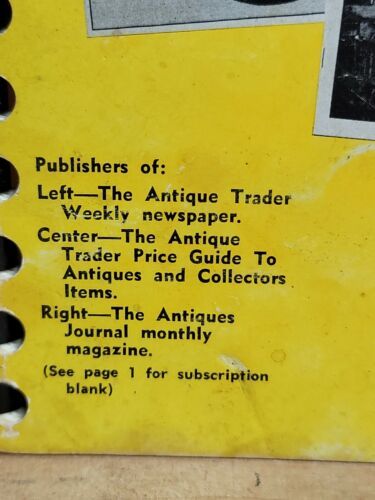 Publishers of:
Left—The Antique Trader
Weekly newspaper.
Center—The Antique
Trader Price Guide To
Antiques and Collectors
Items.
Right—The Antiques
Journal monthly
magazine.
(See page 1 for subscription
blank)